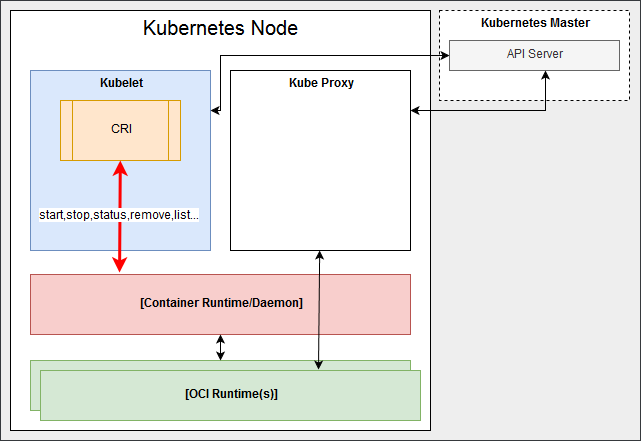 Kubernetes Node
Kubernetes Master
API Server
Kubelet
CRI
start,stop,status,remove,list...
Kube Proxy
[Container Runtime/Daemon]
[OCI Runtime(s)]